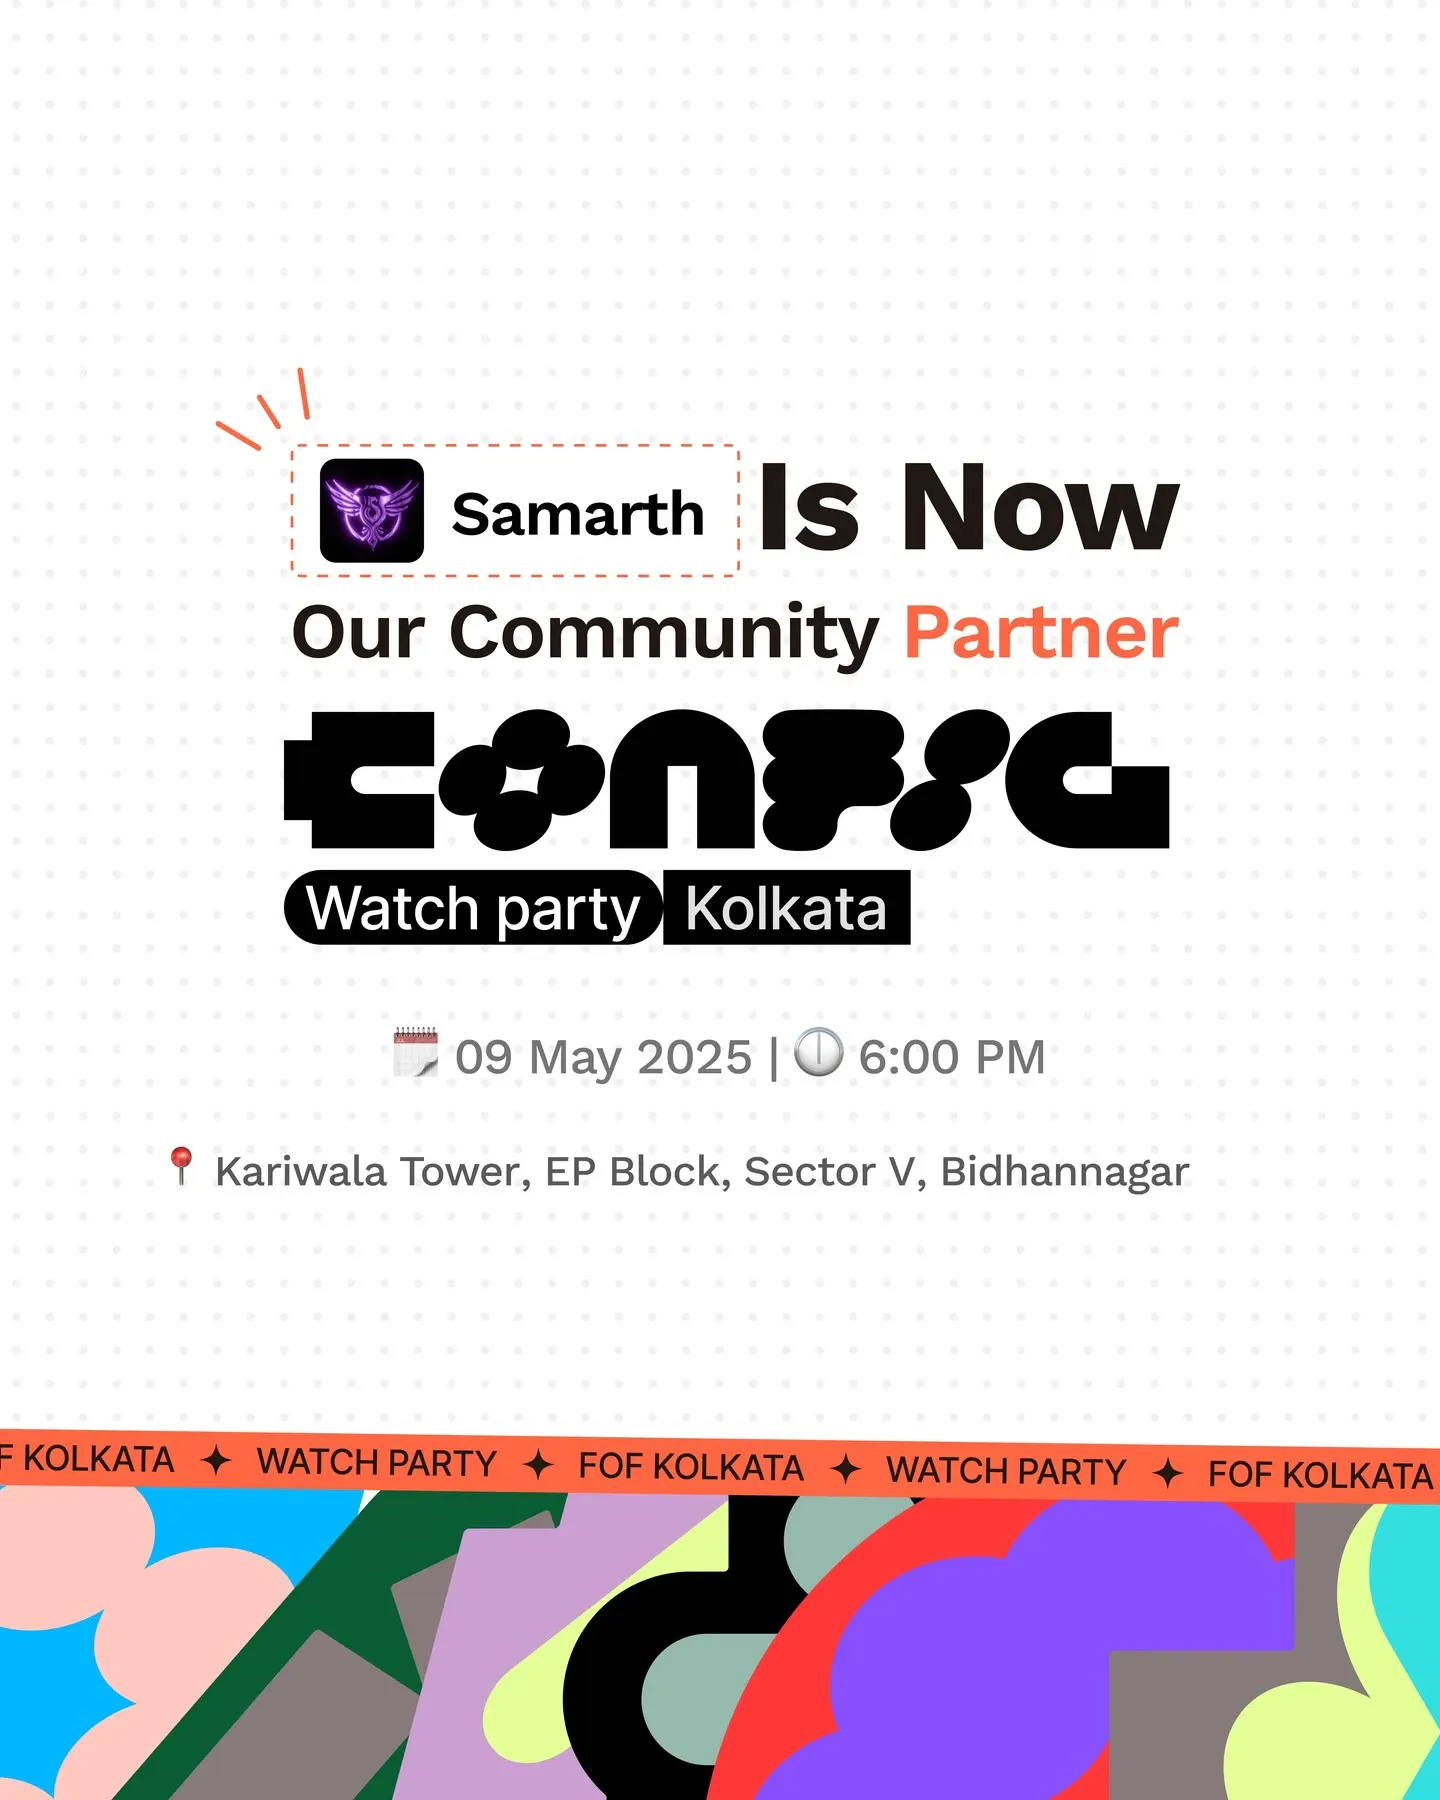 Samarth Is Now
Our Community Partner
CONFIG
Watch party Kolkata
09 May 2025 | 6:00 PM
Kariwala Tower, EP Block, Sector V, Bidhannagar
F KOLKATA ✦ WATCH PARTY ✦ FOF KOLKATA ✦ WATCH PARTY ✦ FOF KOLKATA